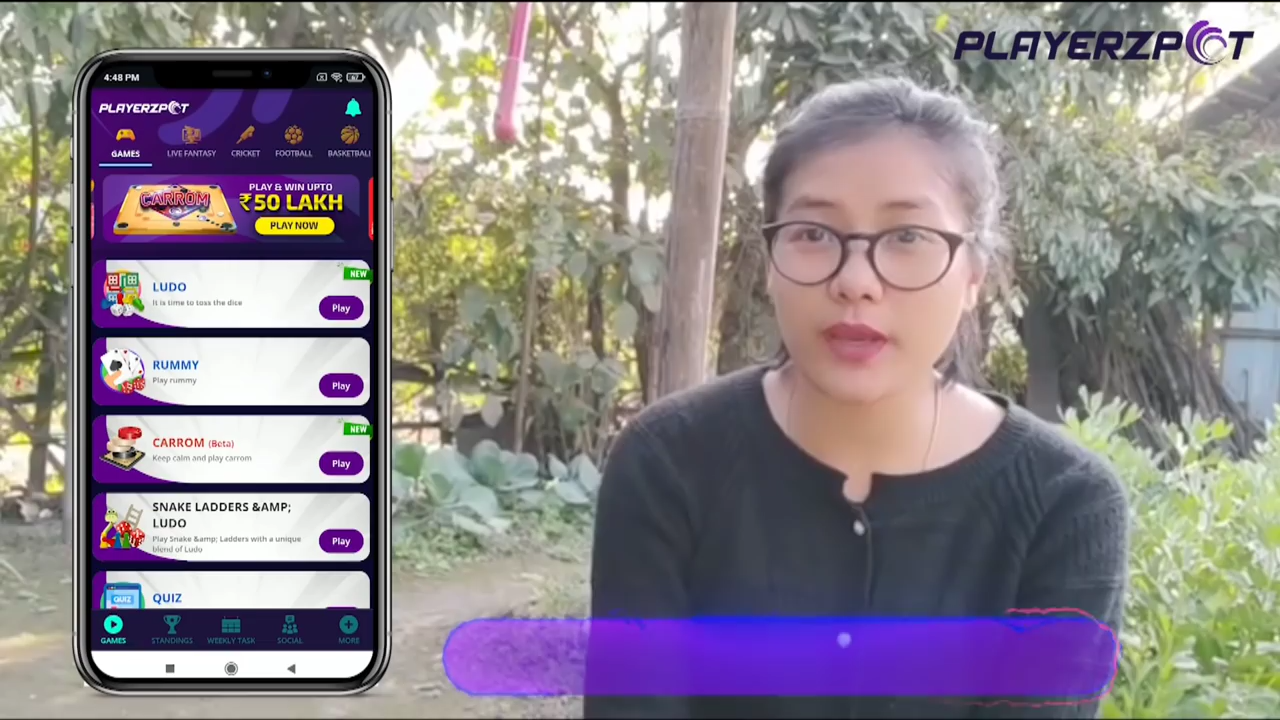 PLAYERZPOT
4:48 PM
67
PLAYERZPOT
GAMES
LIVE FANTASY
CRICKET
FOOTBALL
BASKETBALL
CARROM
PLAY & WIN UPTO
₹50 LAKH
PLAY NOW
LUDO
NEW
It is time to toss the dice
Play
RUMMY
Play rummy
Play
CARROM (Beta)
NEW
Keep calm and play carrom
Play
SNAKE LADDERS &AMP;
LUDO
Play Snake &amp; Ladders with a unique
blend of Ludo
Play
QUIZ
QUIZ
GAMES
STANDINGS
WEEKLY TASK
SOCIAL
MORE